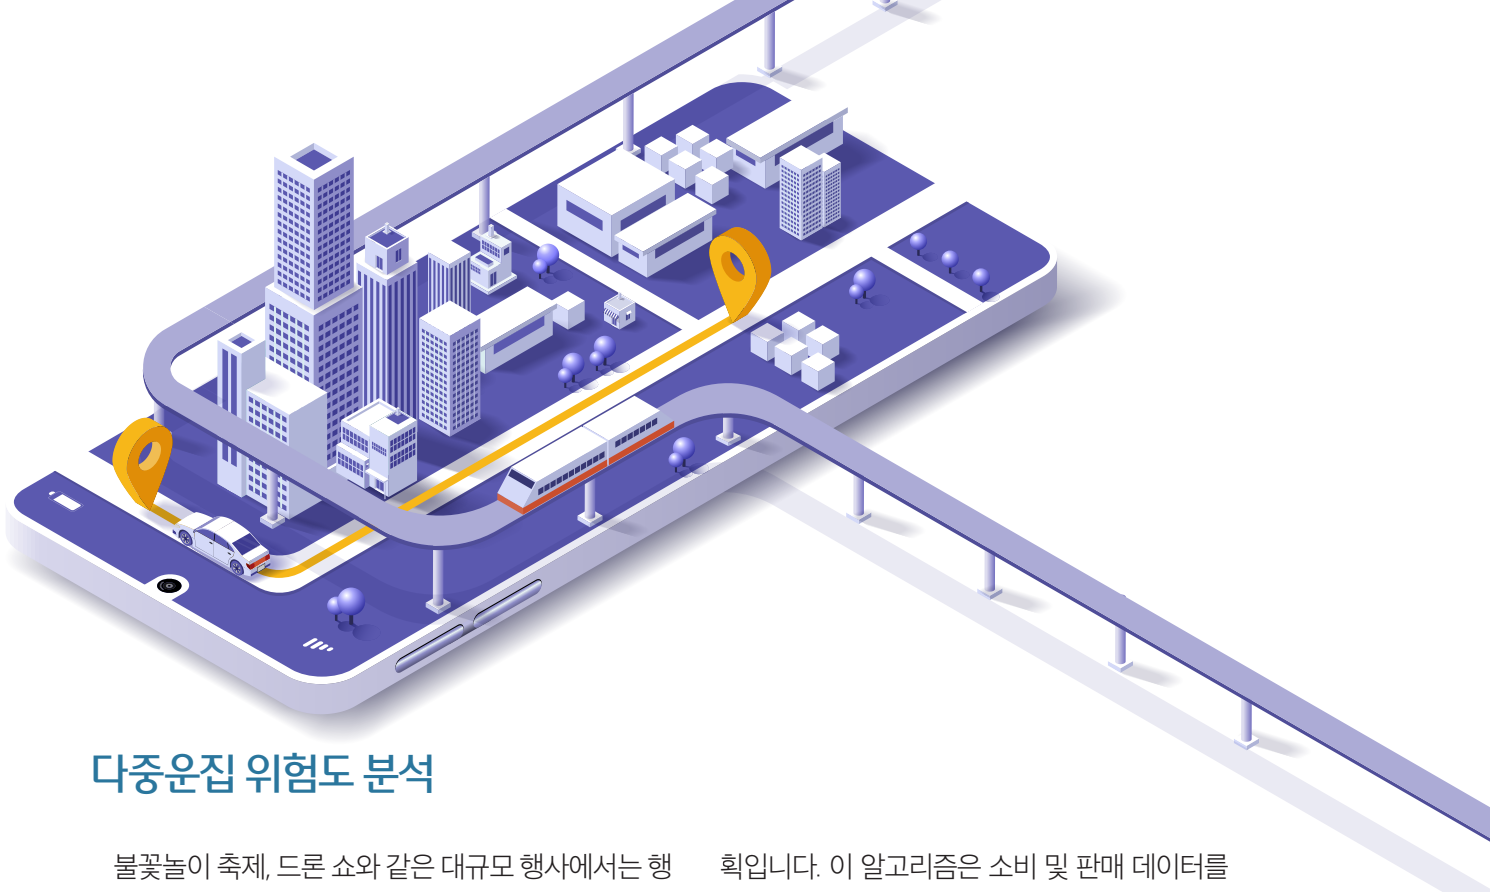 다중운집 위험도 분석
불꽃놀이 축제, 드론 쇼와 같은 대규모 행사에서는 행
획입니다. 이 알고리즘은 소비 및 판매 데이터를